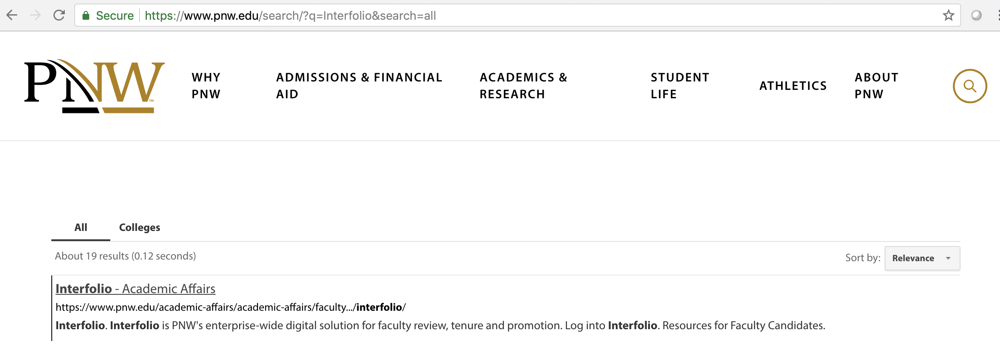 Secure https://www.pnw.edu/search/?q=Interfolio&search=all
PNW™
WHY
PNW
ADMISSIONS & FINANCIAL
AID
ACADEMICS &
RESEARCH
STUDENT
LIFE
ATHLETICS
ABOUT
PNW
All Colleges
About 19 results (0.12 seconds)
Sort by: Relevance
Interfolio - Academic Affairs
https://www.pnw.edu/academic-affairs/academic-affairs/faculty.../interfolio/
Interfolio. Interfolio is PNW's enterprise-wide digital solution for faculty review, tenure and promotion. Log into Interfolio. Resources for Faculty Candidates.